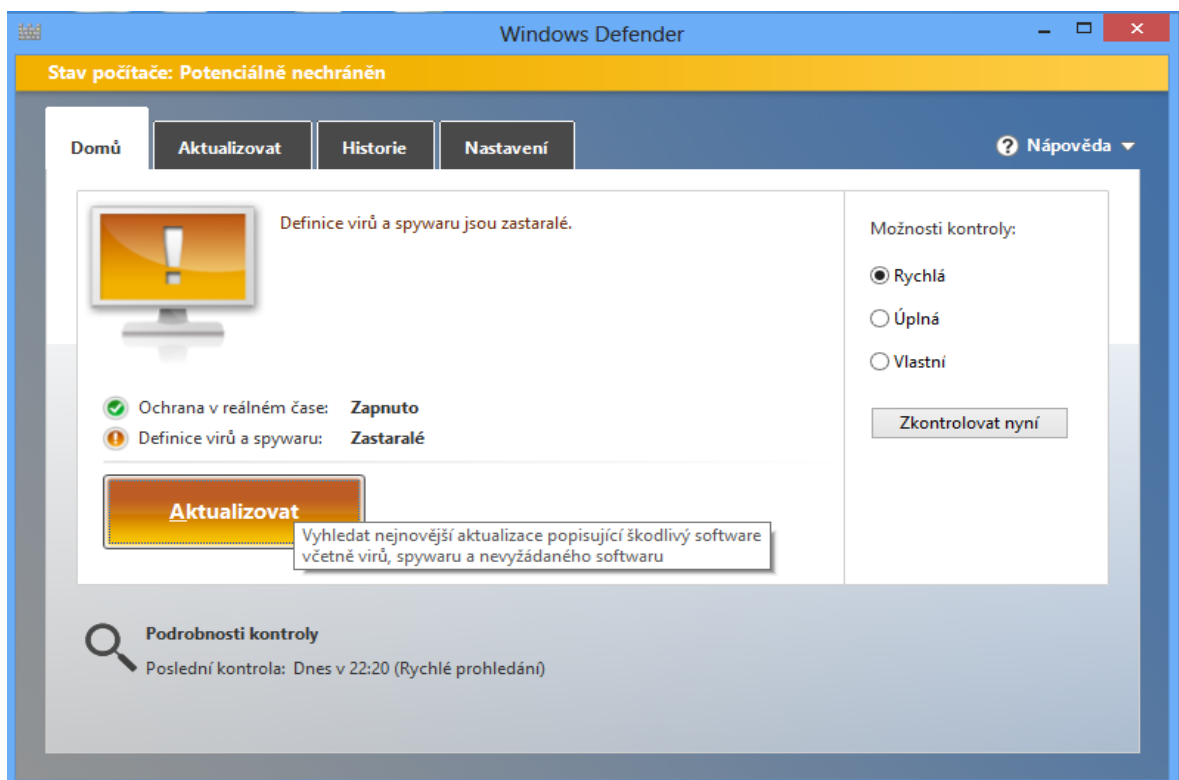 Windows Defender
Stav počítače: Potenciálně nechráněn
Domů
Aktualizovat
Historie
Nastavení
Nápověda
Definice virů a spywaru jsou zastaralé.
Ochrana v reálném čase: Zapnuto
Definice virů a spywaru: Zastaralé
Aktualizovat
Vyhledat nejnovější aktualizace popisující škodlivý software
včetně virů, spywaru a nevyžádaného softwaru
Možnosti kontroly:
Rychlá
Úplná
Vlastní
Zkontrolovat nyní
Podrobnosti kontroly
Poslední kontrola: Dnes v 22:20 (Rychlé prohledání)